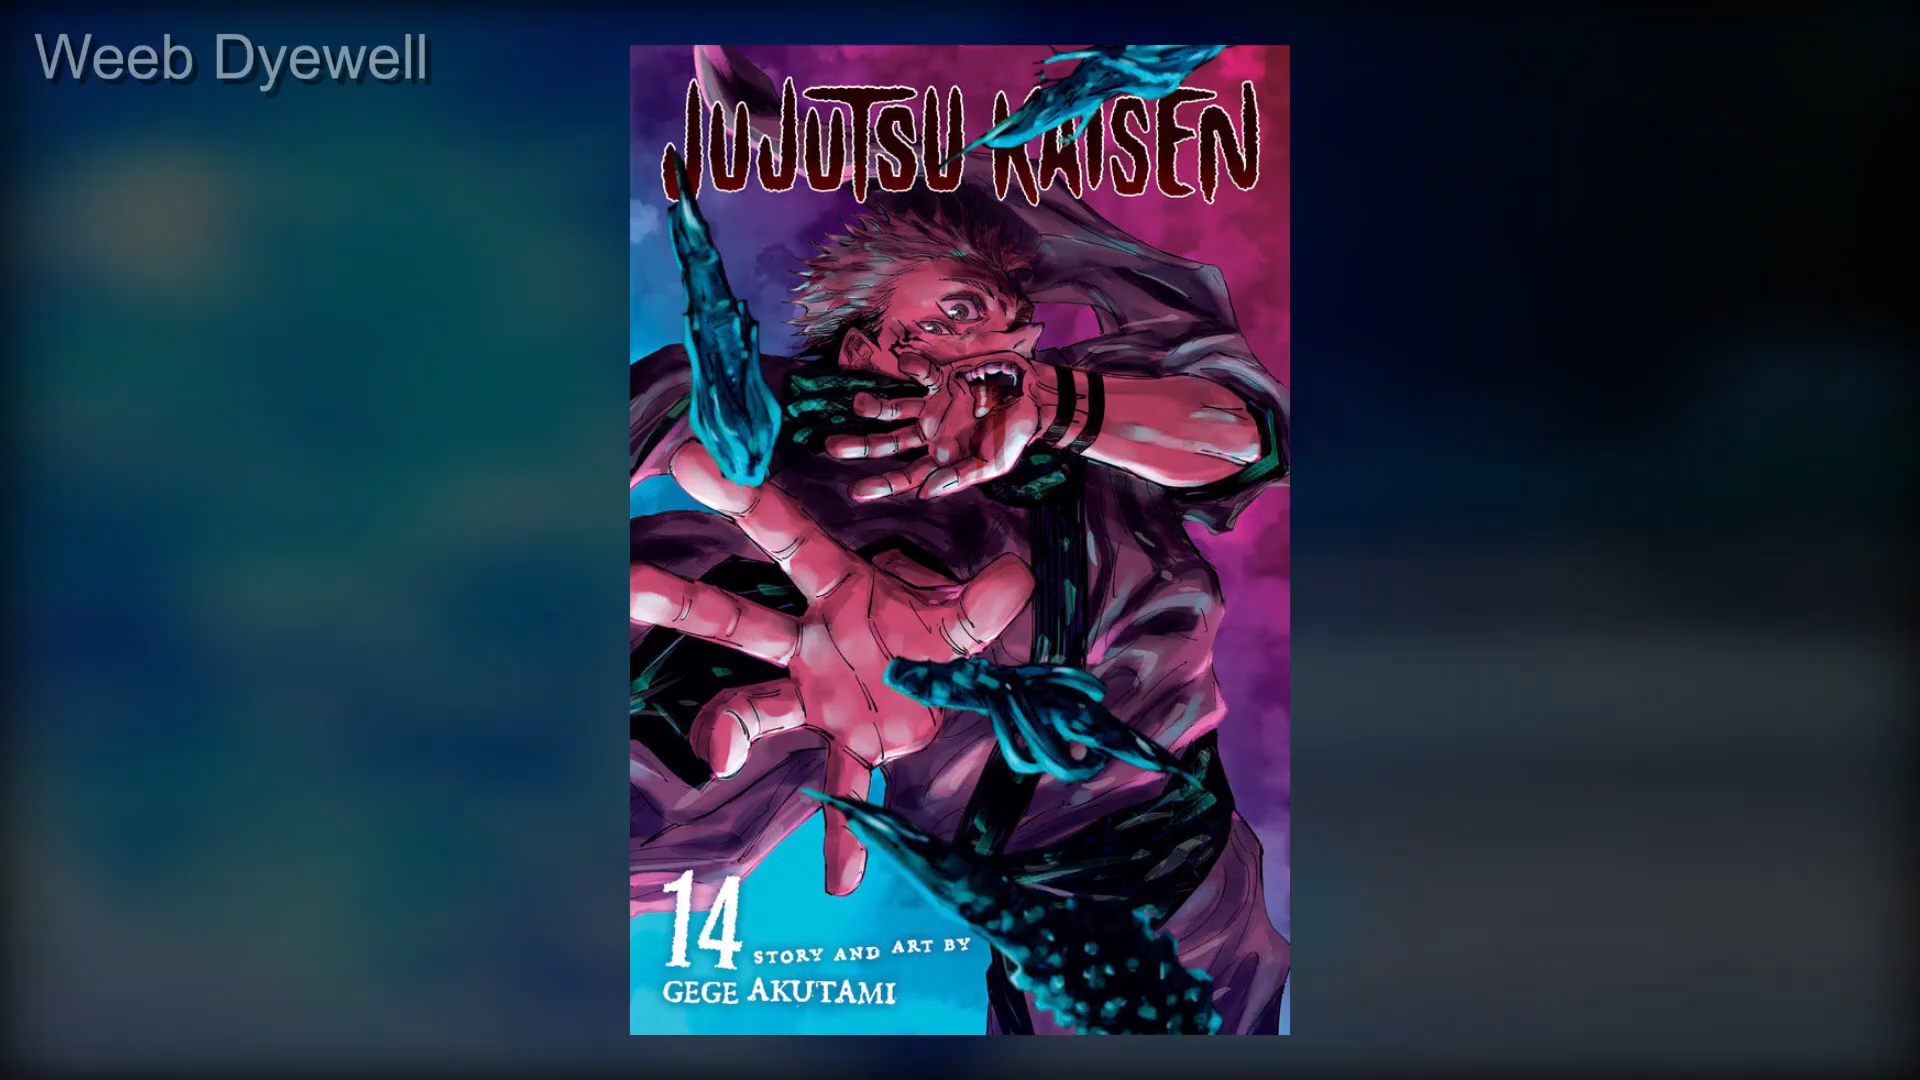 Weeb Dyewell
JUJUTSU KAISEN
14 STORY AND ART BY
GEGE AKUTAMI